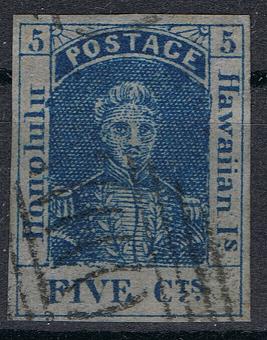 5 POSTAGE 5
Honolulu
Hawaiian Is.
FIVE Cts.